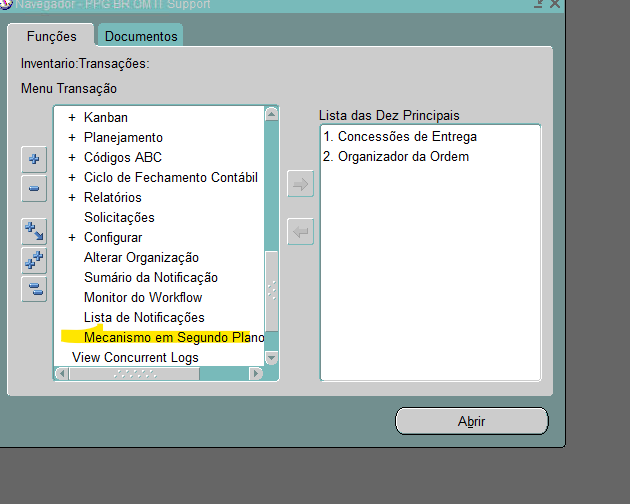 Navegador - PPG BR OM IT Support
Funções
Documentos
Inventario:Transações:
Menu Transação
+ Kanban
+ Planejamento
+ Códigos ABC
+ Ciclo de Fechamento Contábil
+ Relatórios
Solicitações
+ Configurar
Alterar Organização
Sumário da Notificação
Monitor do Workflow
Lista de Notificações
Mecanismo em Segundo Plano
View Concurrent Logs
Lista das Dez Principais
1. Concessões de Entrega
2. Organizador da Ordem
Abrir